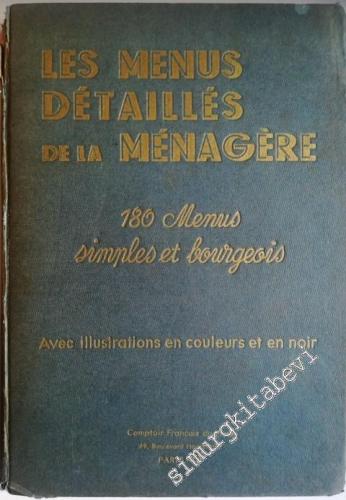 LES MENUS
DÉTAILLÉS
DE LA MÉNAGÈRE
180 Menus
simples et bourgeois
Avec illustrations en couleurs et en noir
Comptoir Français
Boulevard
PARIS
simurgkitabevi